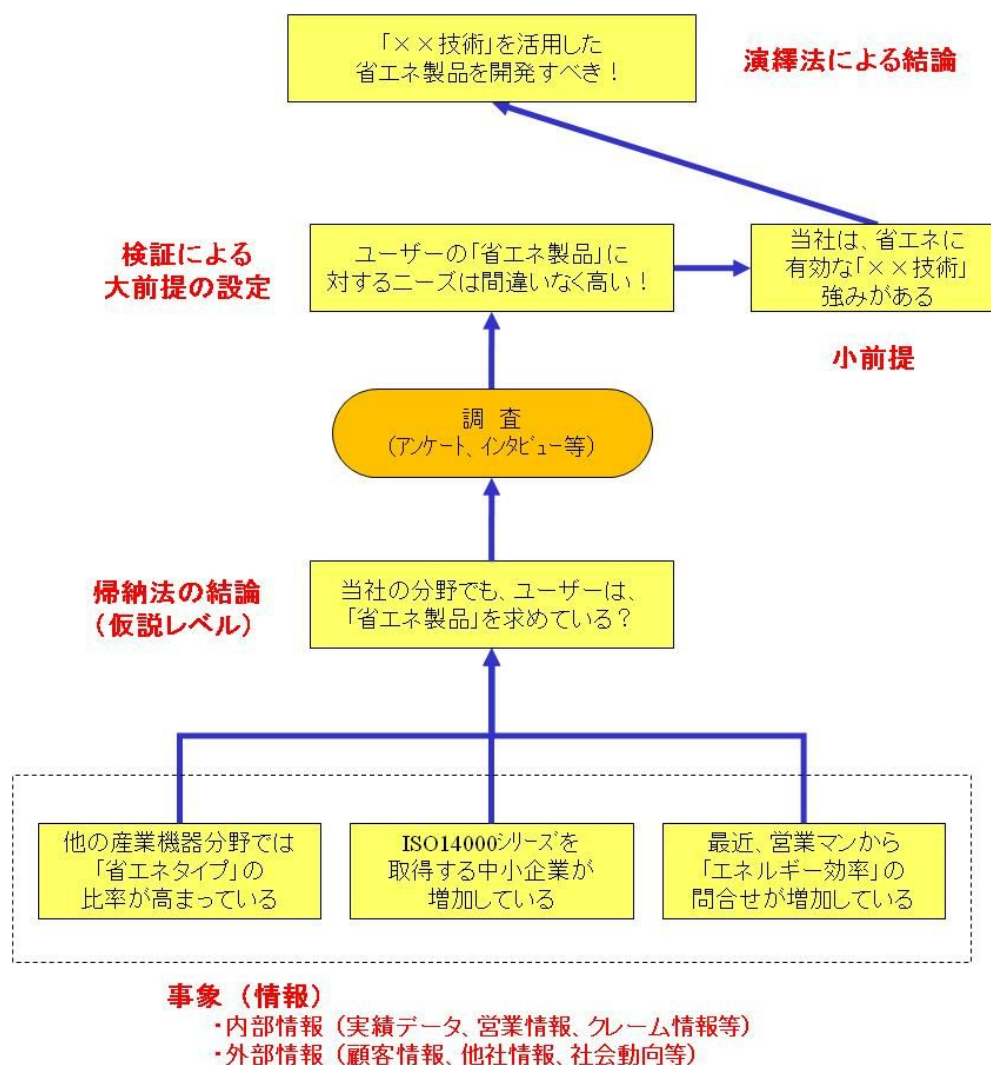 「××技術」を活用した
省エネ製品を開発すべき！
演繹法による結論
検証による
大前提の設定
ユーザーの「省エネ製品」に
対するニーズは間違いなく高い！
当社は、省エネに
有効な「××技術」
強みがある
小前提
調 査
（アンケート、インタビュー等）
帰納法の結論
（仮説レベル）
当社の分野でも、ユーザーは、
「省エネ製品」を求めている？
他の産業機器分野では
「省エネタイプ」の
比率が高まっている
ISO14000シリーズを
取得する中小企業が
増加している
最近、営業マンから
「エネルギー効率」の
問合せが増加している
事象（情報）
・内部情報（実績データ、営業情報、クレーム情報等）
・外部情報（顧客情報、他社情報、社会動向等）